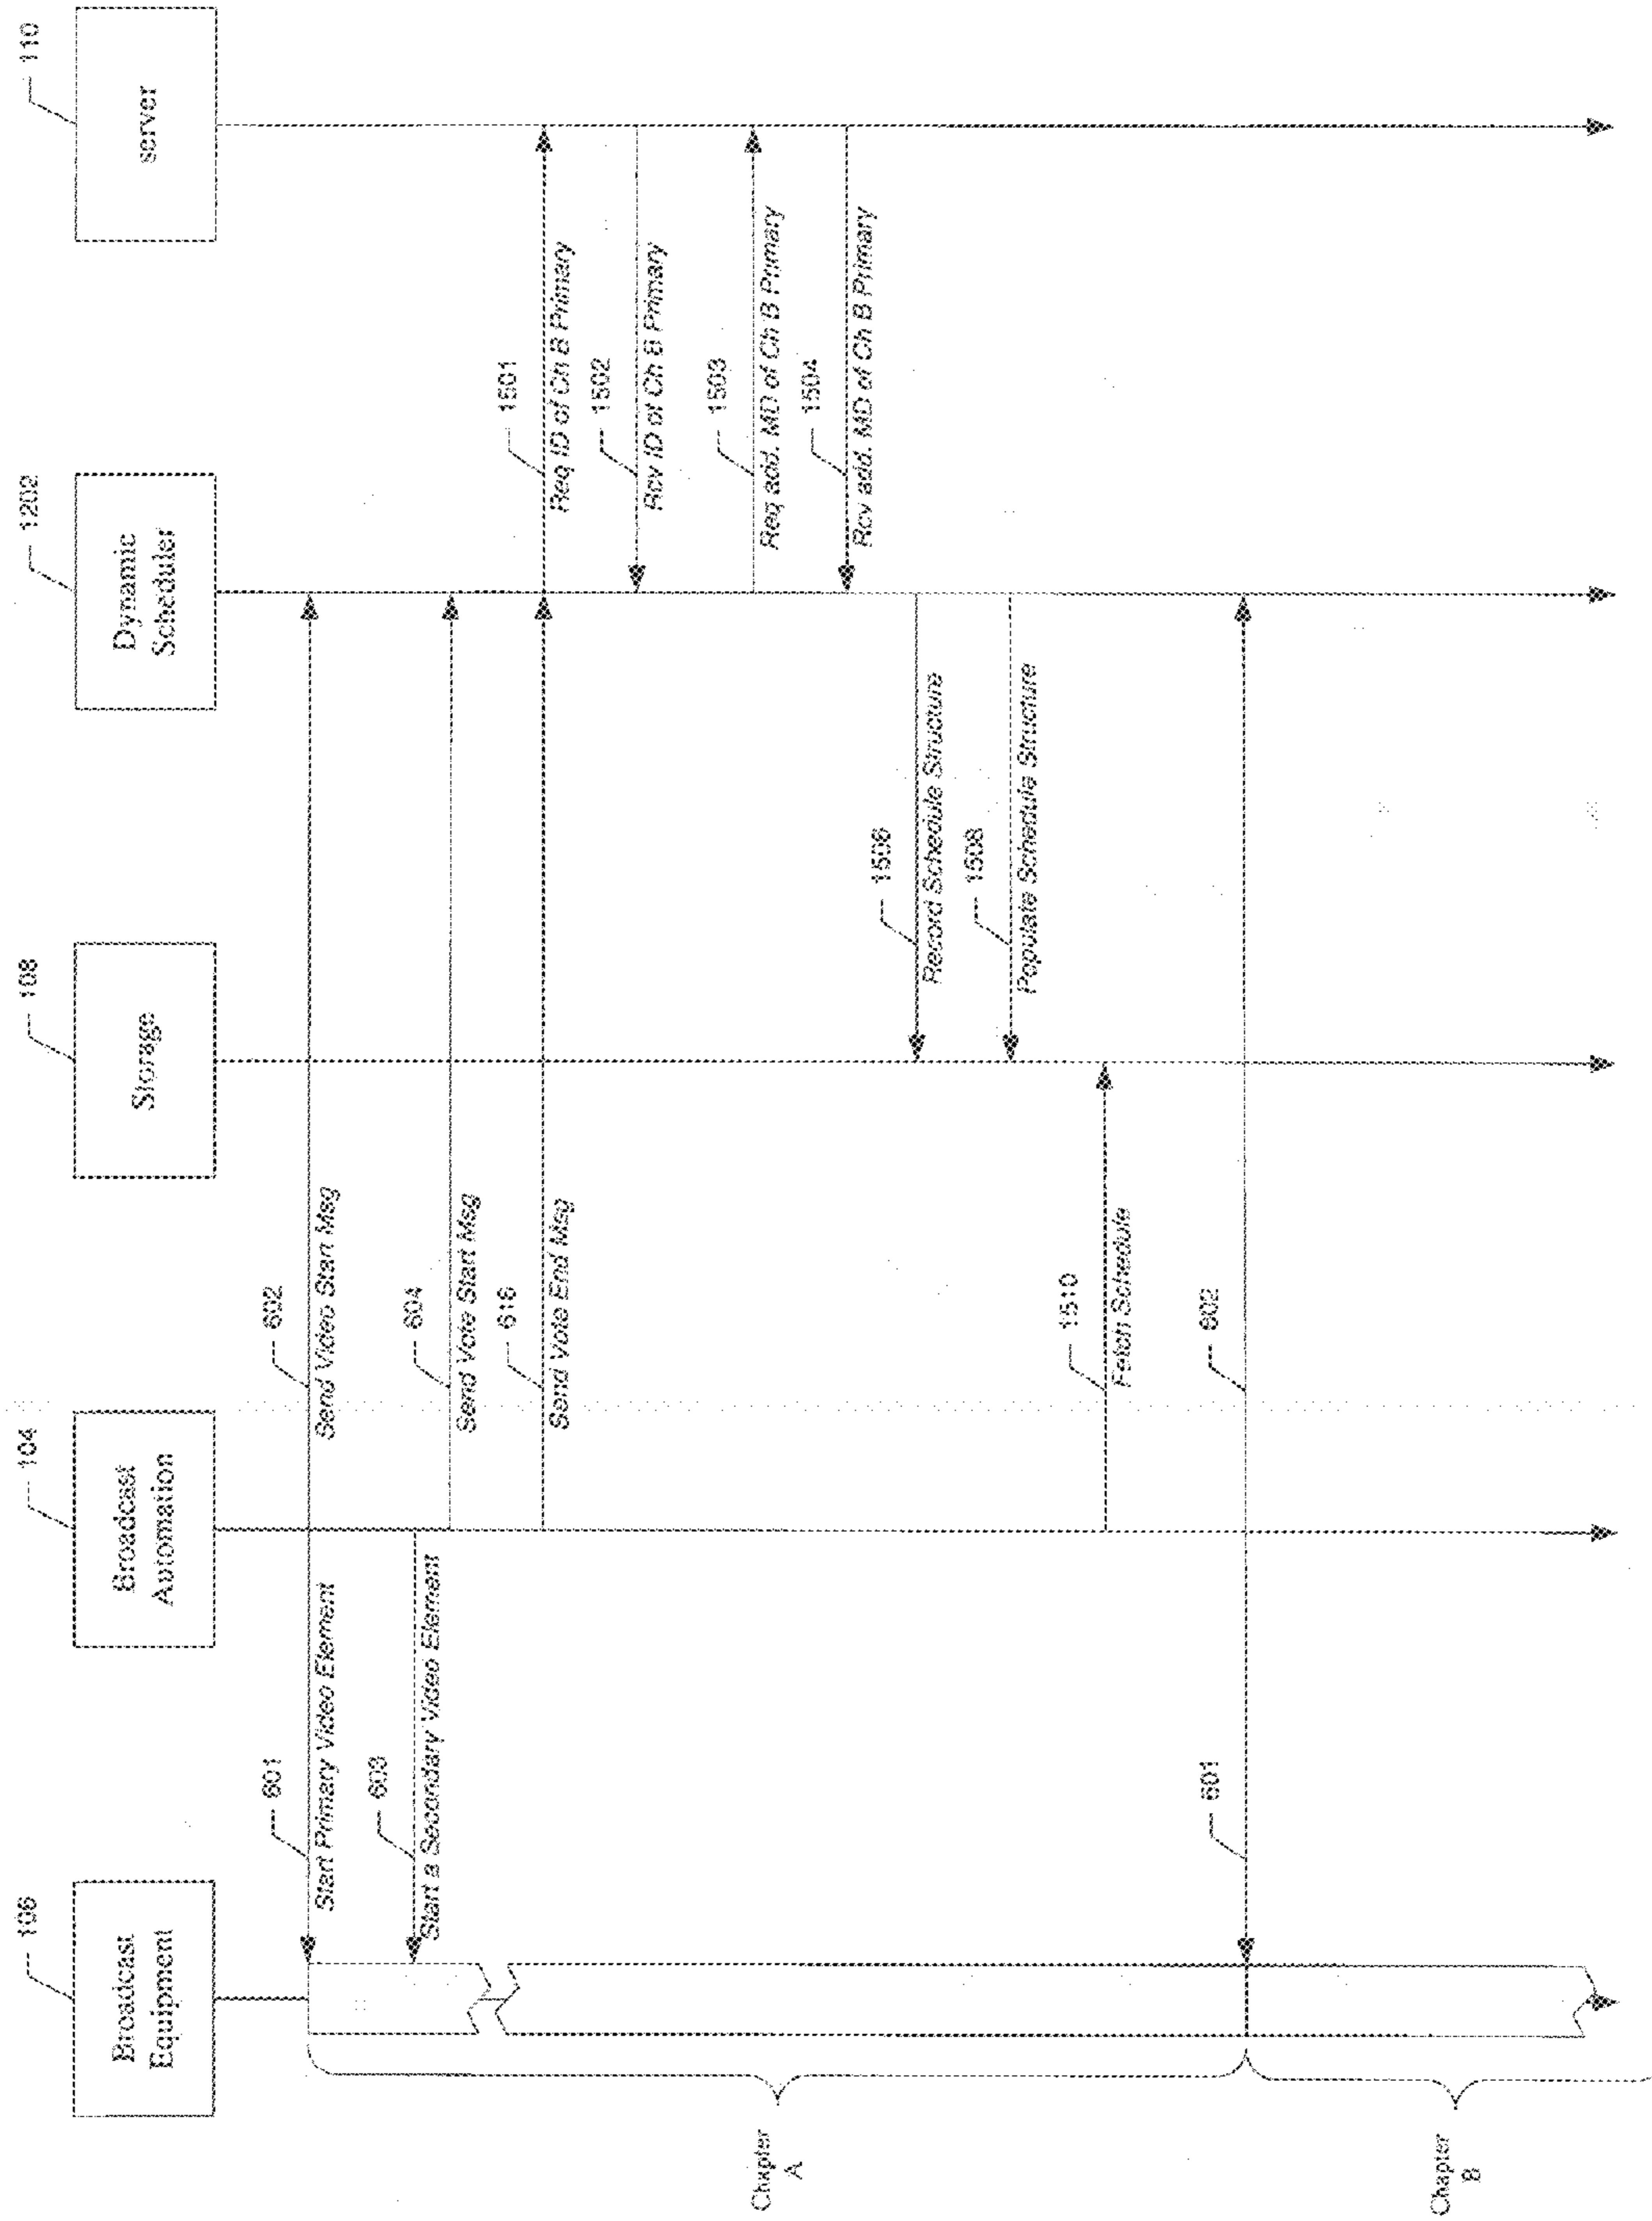 106
Broadcast
Equipment
104
Broadcast
Automation
108
Storage
1202
Dynamic
Scheduler
110
server
601
Start Primary Video Element
602
Send Video Start Msg
603
Start a Secondary Video Element
604
Send Vote Start Msg
616
Send Vote End Msg
1501
Req ID of Ch B Primary
1502
Rcv ID of Ch B Primary
1503
Req add. MD of Ch B Primary
1504
Rcv add. MD of Ch B Primary
1506
Record Schedule Structure
1508
Populate Schedule Structure
1510
Fetch Schedule
601
602
Chapter
A
Chapter
B